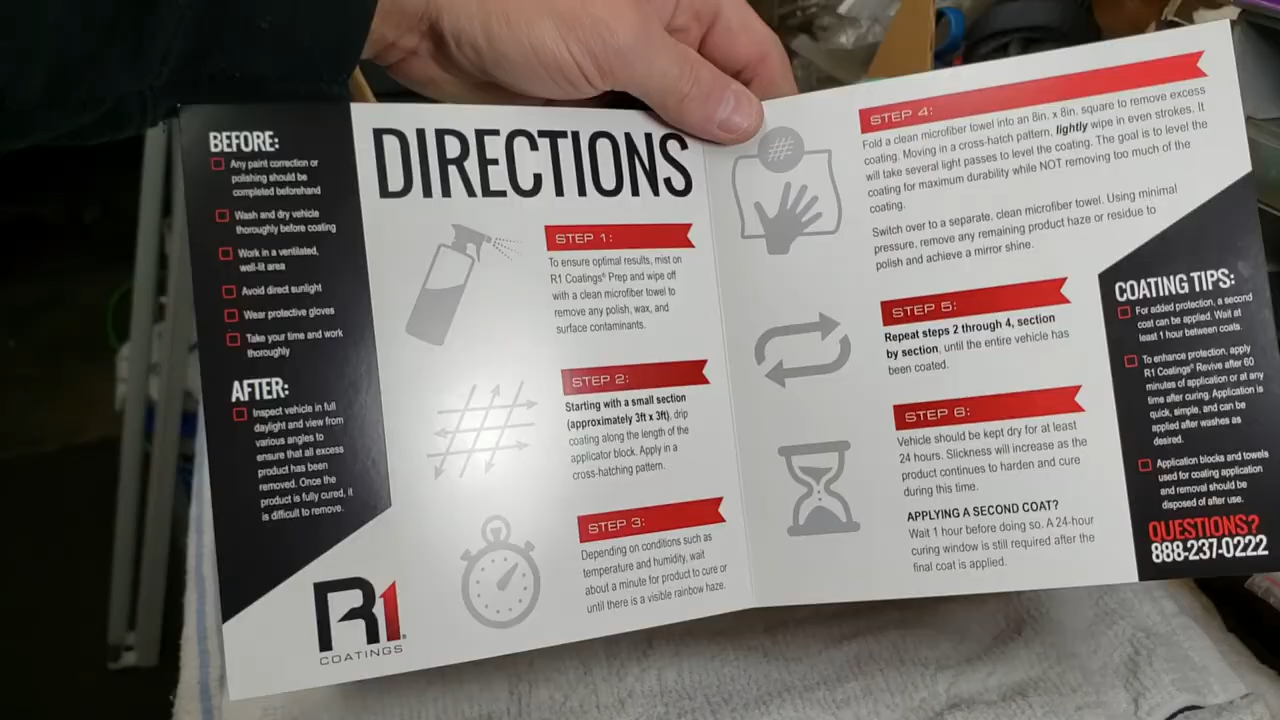 BEFORE:
Any paint correction or
polishing should be
completed beforehand
Wash and dry vehicle
thoroughly before coating
Work in a ventilated,
well-lit area
Avoid direct sunlight
Wear protective gloves
Take your time and work
thoroughly
AFTER:
Inspect vehicle in full
daylight and view from
various angles to
ensure that all excess
product has been
removed. Once the
product is fully cured, it
is difficult to remove.
R1
COATINGS®
DIRECTIONS
STEP 1:
To ensure optimal results, mist on
R1 Coatings® Prep and wipe off
with a clean microfiber towel to
remove any polish, wax, and
surface contaminants.
STEP 2:
Starting with a small section
(approximately 3ft x 3ft), drip
coating along the length of the
applicator block. Apply in a
cross-hatching pattern.
STEP 3:
Depending on conditions such as
temperature and humidity, wait
about a minute for product to cure or
until there is a visible rainbow haze.
#
STEP 4:
Fold a clean microfiber towel into an 8in. x 8in. square to remove excess
coating. Moving in a cross-hatch pattern, lightly wipe in even strokes. It
will take several light passes to level the coating. The goal is to level the
coating for maximum durability while NOT removing too much of the
coating.
Switch over to a separate, clean microfiber towel. Using minimal
pressure, remove any remaining product haze or residue to
polish and achieve a mirror shine.
STEP 5:
Repeat steps 2 through 4, section
by section, until the entire vehicle has
been coated.
STEP 6:
Vehicle should be kept dry for at least
24 hours. Slickness will increase as the
product continues to harden and cure
during this time.
APPLYING A SECOND COAT?
Wait 1 hour before doing so. A 24-hour
curing window is still required after the
final coat is applied.
COATING TIPS:
For added protection, a second
coat can be applied. Wait at
least 1 hour between coats.
To enhance protection, apply
R1 Coatings® Revive after 60
minutes of application or at any
time after curing. Application is
quick, simple, and can be
applied after washes as
desired.
Application blocks and towels
used for coating application
and removal should be
disposed of after use.
QUESTIONS?
888-237-0222